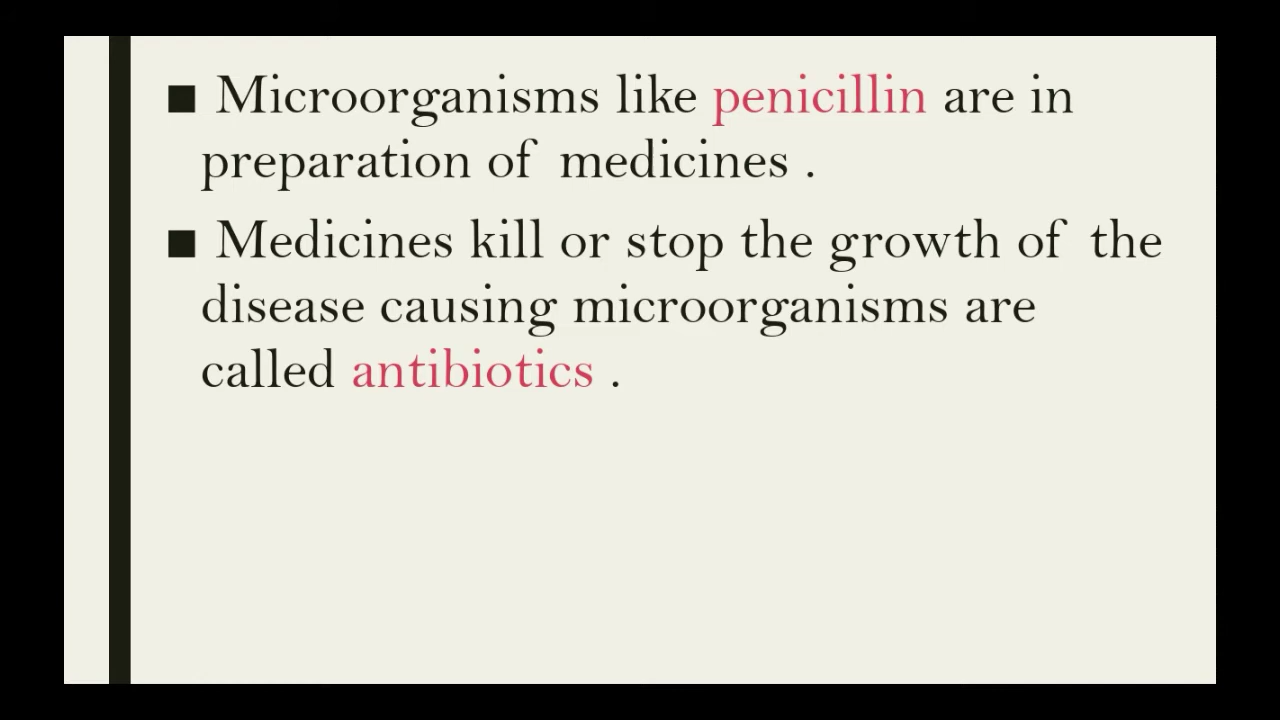 ■ Microorganisms like penicillin are in
preparation of medicines .
■ Medicines kill or stop the growth of the
disease causing microorganisms are
called antibiotics .